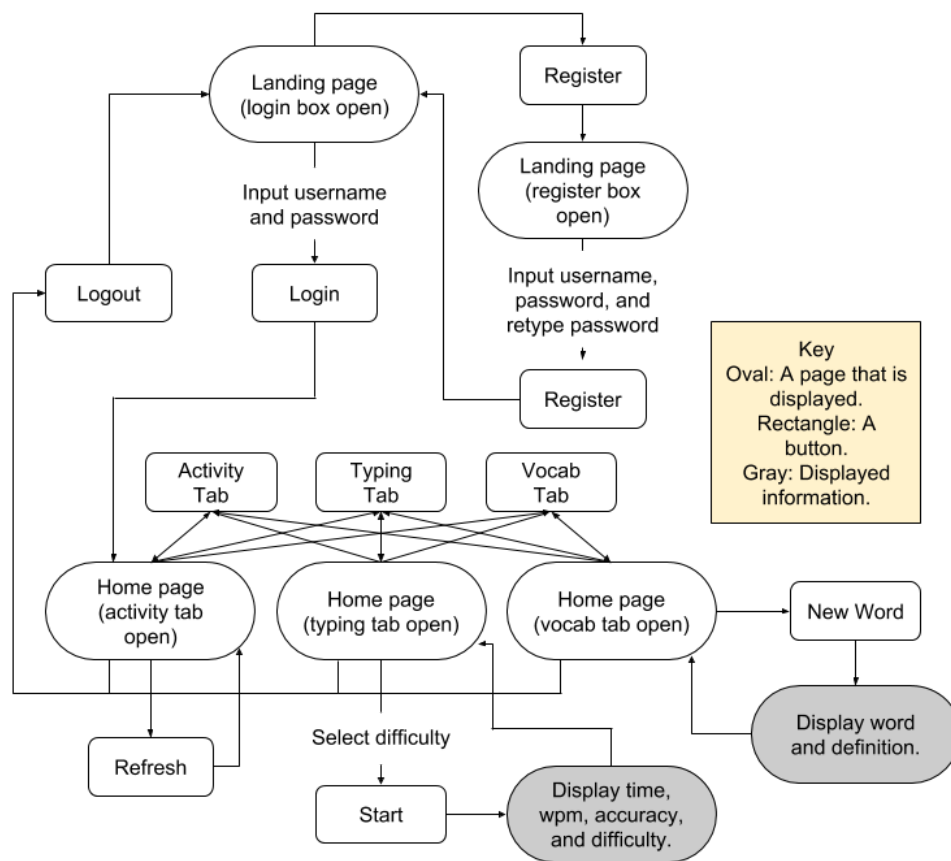 Landing page
(login box open)
Register
Landing page
(register box
open)
Input username
and password
Logout
Login
Input username,
password, and
retype password
Register
Key
Oval: A page that is
displayed.
Rectangle: A
button.
Gray: Displayed
information.
Activity
Tab
Typing
Tab
Vocab
Tab
Home page
(activity tab
open)
Home page
(typing tab open)
Home page
(vocab tab open)
New Word
Display word
and definition.
Refresh
Select difficulty
Start
Display time,
wpm, accuracy,
and difficulty.